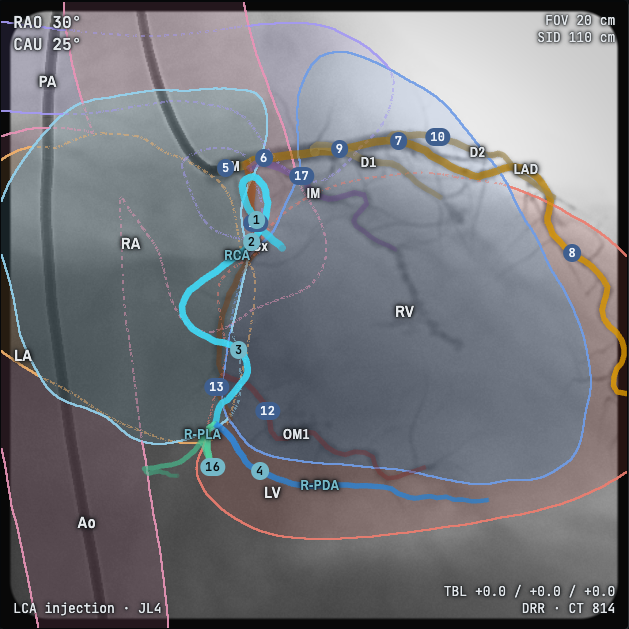 RAO 30°
CAU 25°
FOV 20 cm
SID 110 cm
PA
10
7
9
D1
D2
LAD
6
5
17
IM
1
2
RCA
RA
8
RV
LA
3
13
12
R-PLA
OM1
16
4
R-PDA
LV
Ao
TBL +0.0 / +0.0 / +0.0
LCA injection · JL4
DRR · CT 814